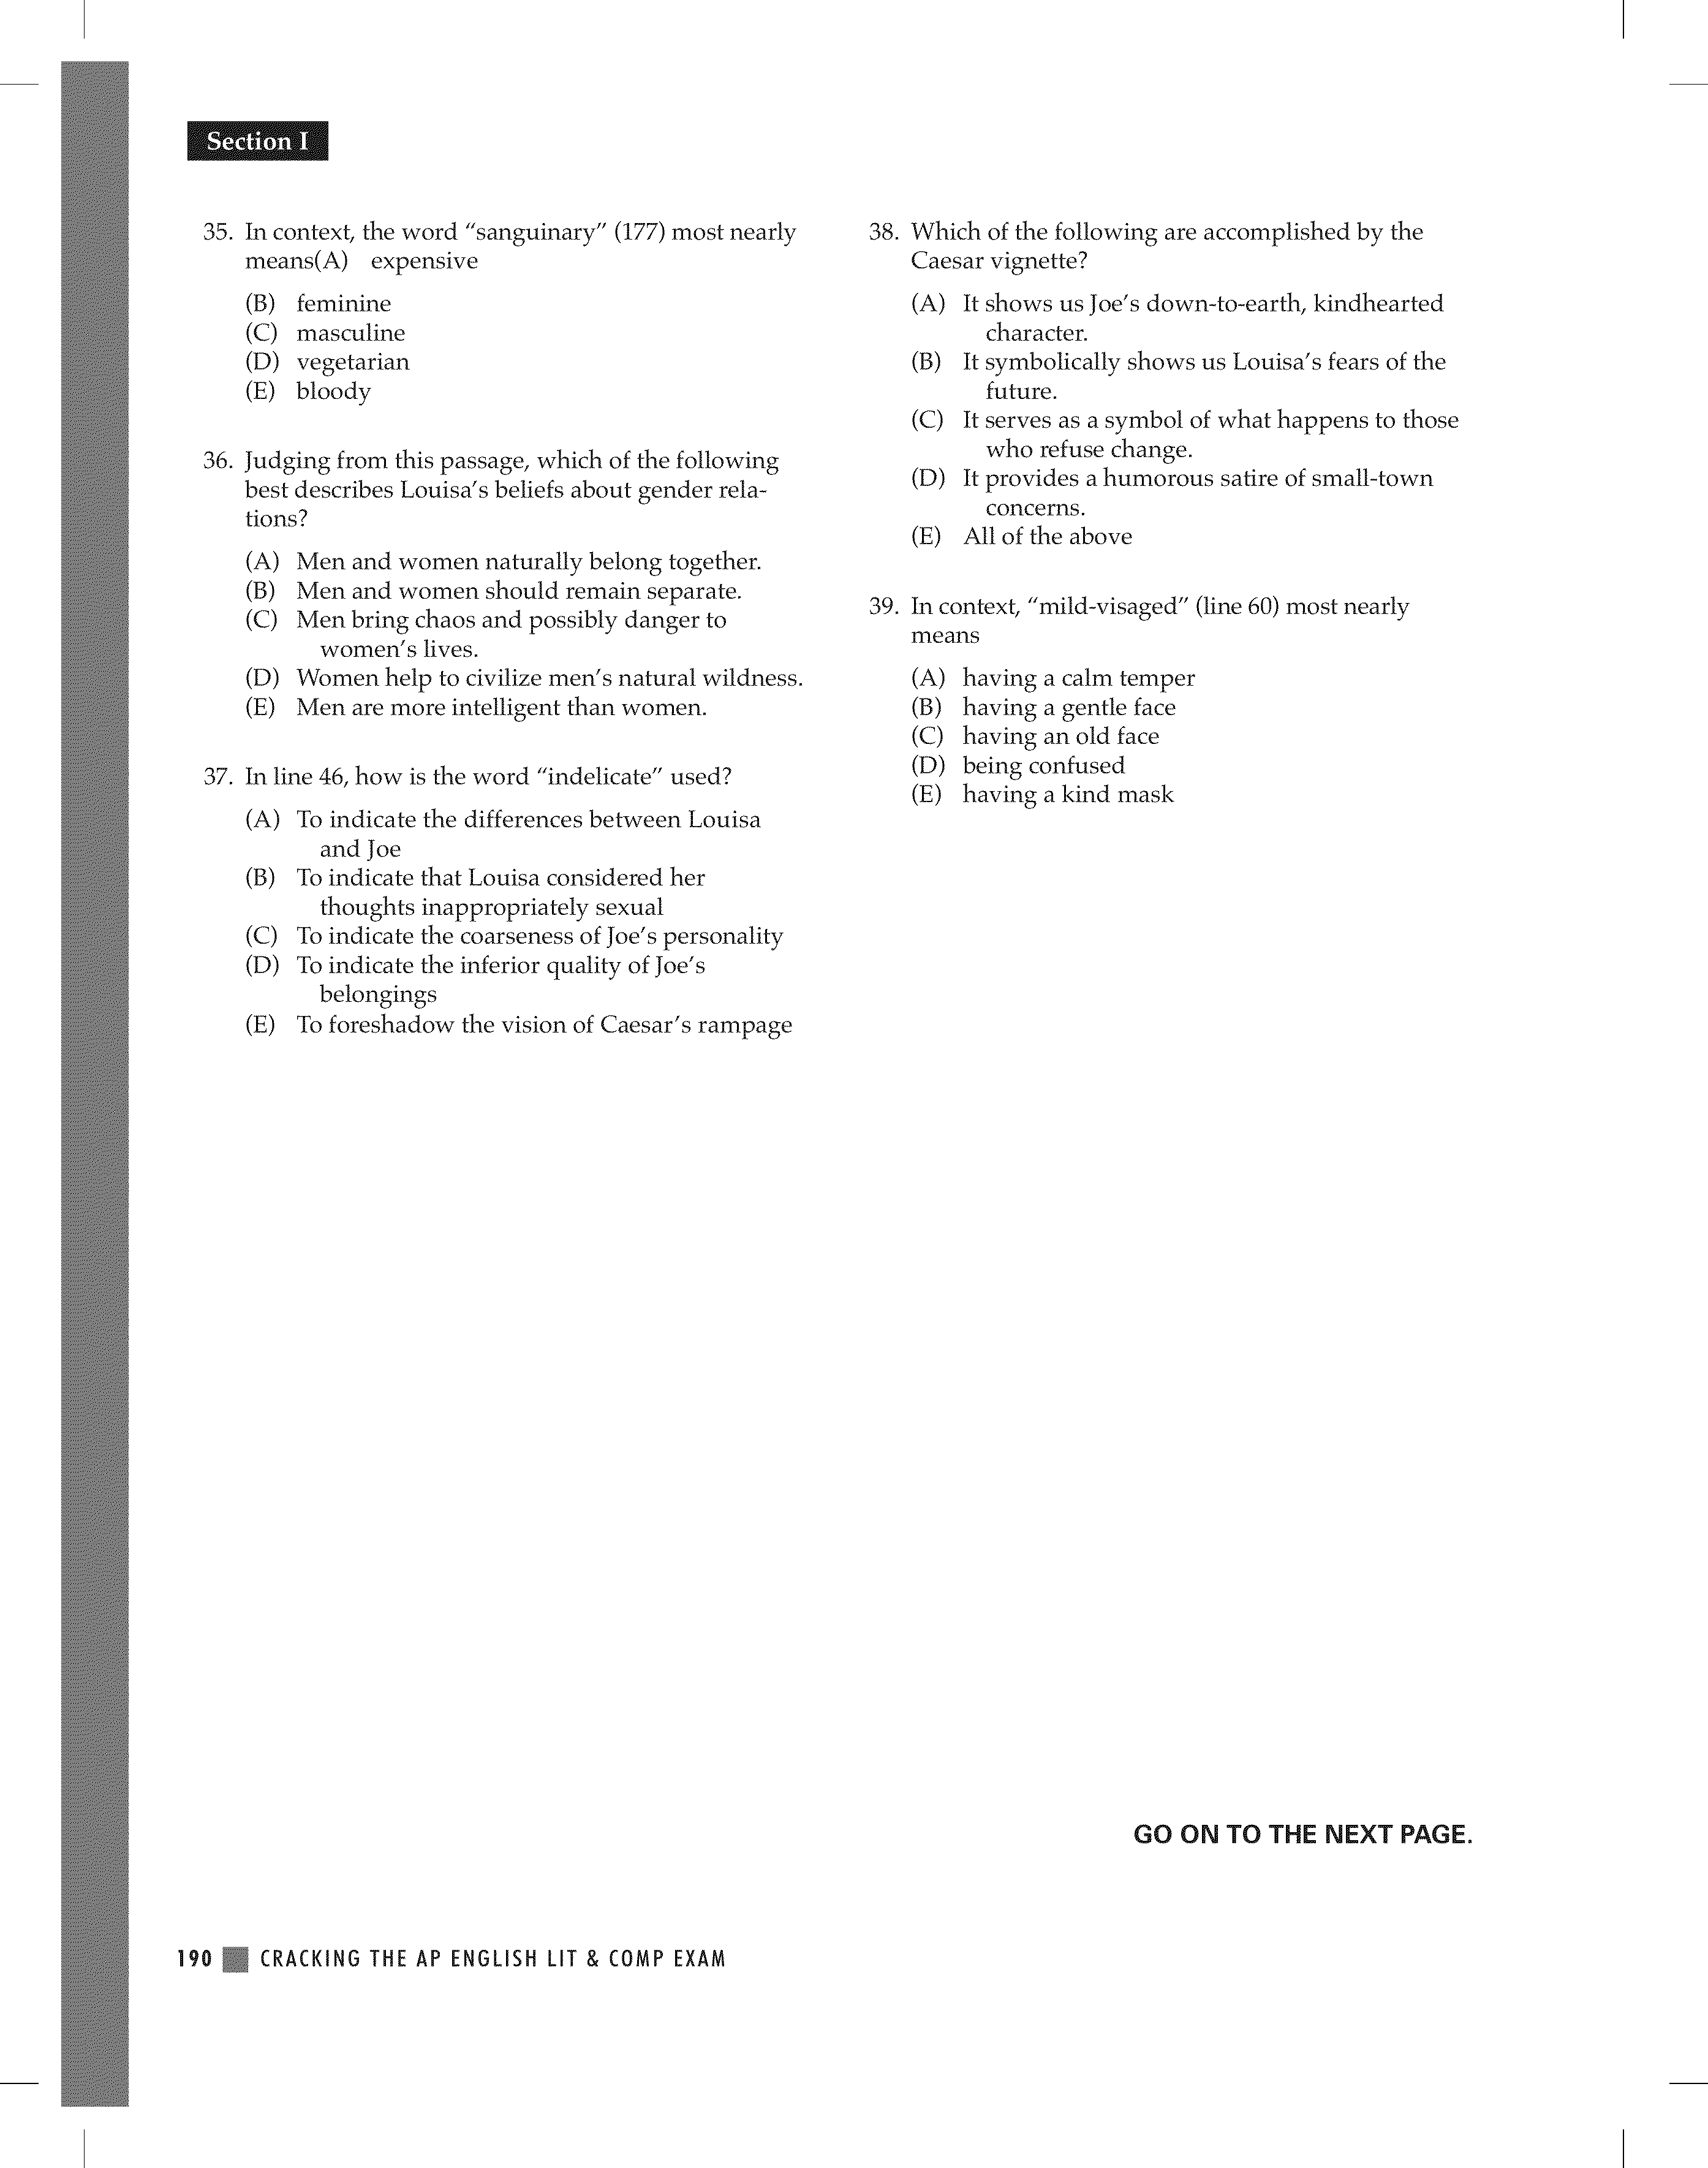 Section I
35. In context, the word "sanguinary" (177) most nearly
means(A) expensive
(B) feminine
(C) masculine
(D) vegetarian
(E) bloody
36. Judging from this passage, which of the following
best describes Louisa's beliefs about gender rela-
tions?
(A) Men and women naturally belong together.
(B) Men and women should remain separate.
(C) Men bring chaos and possibly danger to
women's lives.
(D) Women help to civilize men's natural wildness.
(E) Men are more intelligent than women.
37. In line 46, how is the word "indelicate" used?
(A) To indicate the differences between Louisa
and Joe
(B) To indicate that Louisa considered her
thoughts inappropriately sexual
(C) To indicate the coarseness of Joe's personality
(D) To indicate the inferior quality of Joe's
belongings
(E) To foreshadow the vision of Caesar's rampage
38. Which of the following are accomplished by the
Caesar vignette?
(A) It shows us Joe's down-to-earth, kindhearted
character.
(B) It symbolically shows us Louisa's fears of the
future.
(C) It serves as a symbol of what happens to those
who refuse change.
(D) It provides a humorous satire of small-town
concerns.
(E) All of the above
39. In context, "mild-visaged" (line 60) most nearly
means
(A) having a calm temper
(B) having a gentle face
(C) having an old face
(D) being confused
(E) having a kind mask
GO ON TO THE NEXT PAGE.
190 CRACKING THE AP ENGLISH LIT & COMP EXAM